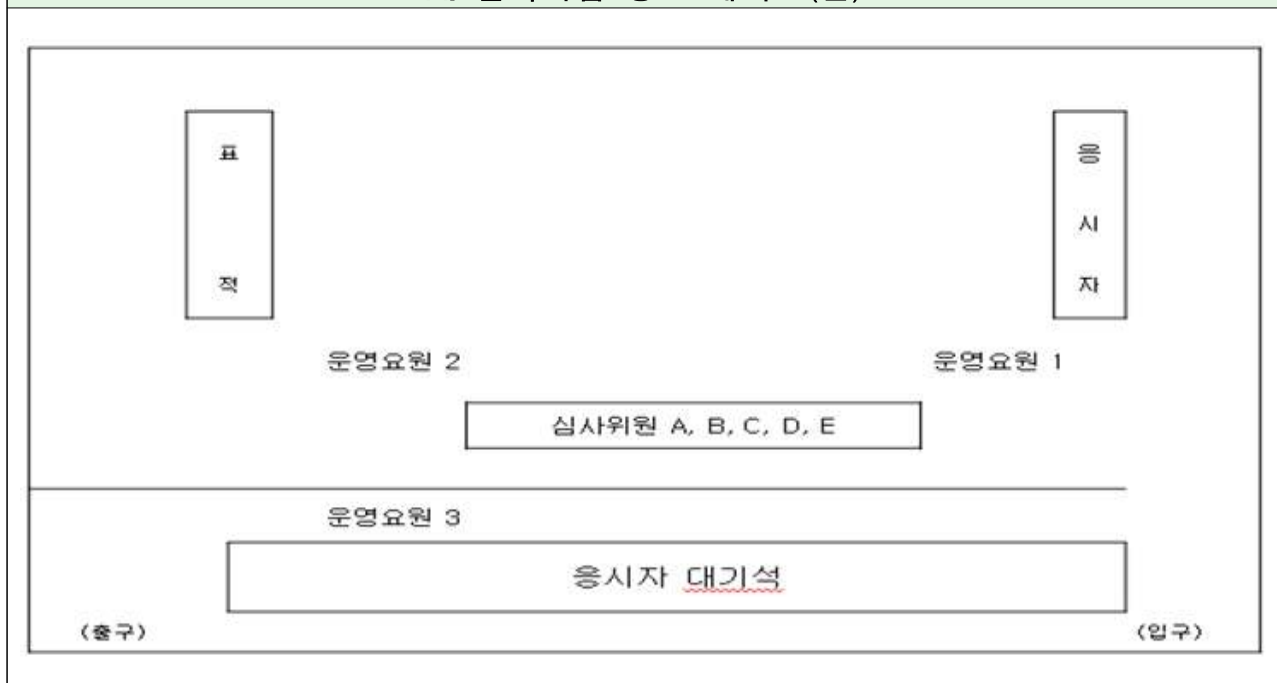 표 응
시
적 자
운영요원 2 운영요원 1
심사위원 A, B, C, D, E
운영요원 3
응시자 대기석
(출구) (입구)